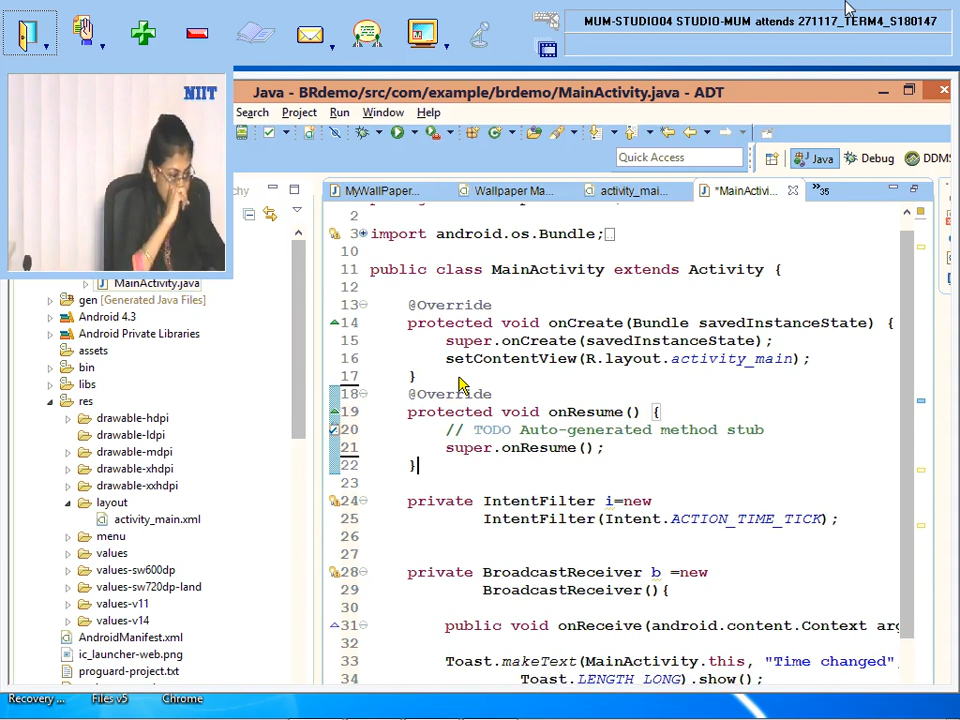 MUM-STUDIO04 STUDIO-MUM attends 271117_TERM4_S180147
NIIT
Java - BRdemo/src/com/example/brdemo/MainActivity.java - ADT
Search Project Run Window Help
Quick Access
Java
Debug
DDM
MyWallPaper...
Wallpaper Ma...
activity_mai...
*MainActivi...
35
MainActivity.java
gen [Generated Java Files]
Android 4.3
Android Private Libraries
assets
bin
libs
res
drawable-hdpi
drawable-ldpi
drawable-mdpi
drawable-xhdpi
drawable-xxhdpi
layout
activity_main.xml
menu
values
values-sw600dp
values-sw720dp-land
values-v11
values-v14
AndroidManifest.xml
ic_launcher-web.png
proguard-project.txt
2
3 import android.os.Bundle;
10
11 public class MainActivity extends Activity {
12
13 @Override
14 protected void onCreate(Bundle savedInstanceState) {
15 super.onCreate(savedInstanceState);
16 setContentView(R.layout.activity_main);
17 }
18 @Override
19 protected void onResume() {
20 // TODO Auto-generated method stub
21 super.onResume();
22 }
23
24 private IntentFilter i=new
25 IntentFilter(Intent.ACTION_TIME_TICK);
26
27
28 private BroadcastReceiver b =new
29 BroadcastReceiver(){
30
31 public void onReceive(android.content.Context arg
32
33 Toast.makeText(MainActivity.this, "Time changed",
34 Toast.LENGTH_LONG).show();
Recovery ...
Files v5
Chrome